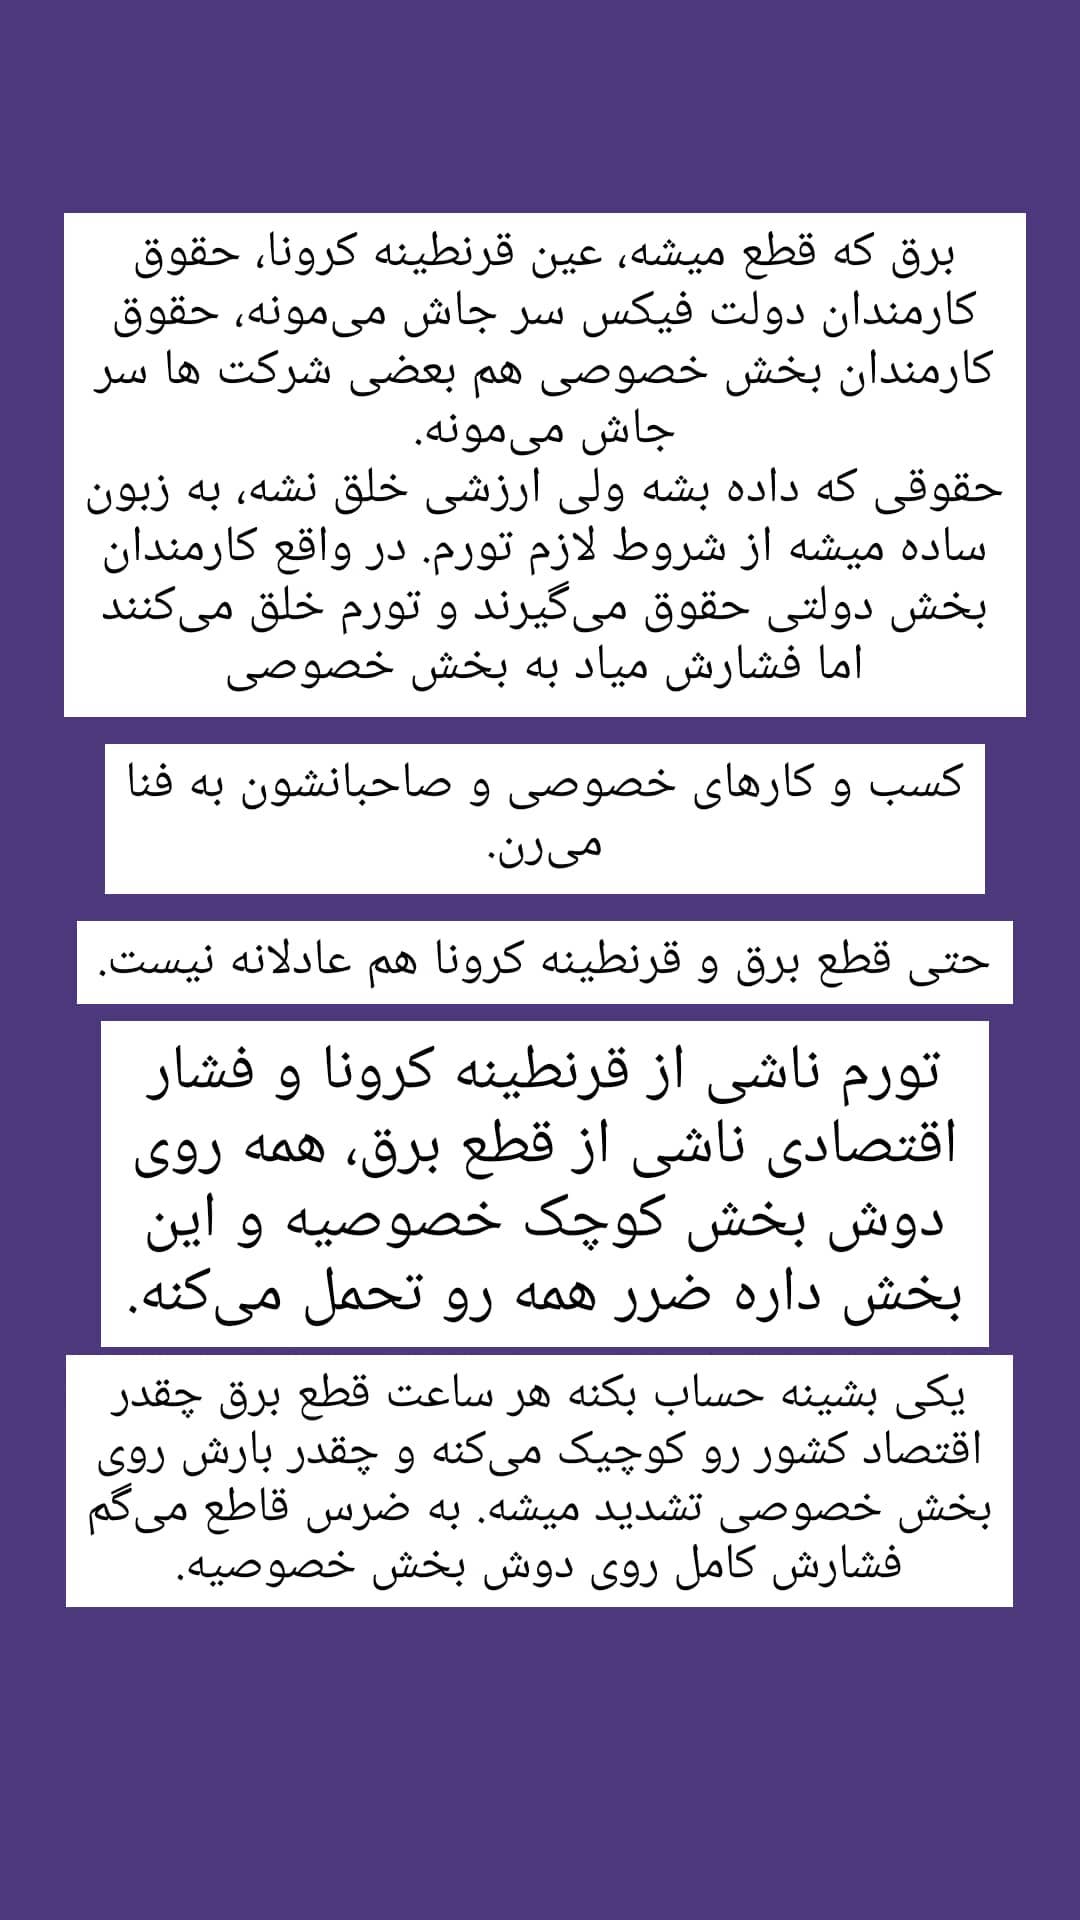 برق که قطع میشه، عین قرنطینه کرونا، حقوق
کارمندان دولت فیکس سر جاش می‌مونه، حقوق
کارمندان بخش خصوصی هم بعضی شرکت ها سر
جاش می‌مونه.
حقوقی که داده بشه ولی ارزشی خلق نشه، به زبون
ساده میشه از شروط لازم تورم. در واقع کارمندان
بخش دولتی حقوق می‌گیرند و تورم خلق می‌کنند
اما فشارش میاد به بخش خصوصی
کسب و کارهای خصوصی و صاحبانشون به فنا
می‌رن.
حتی قطع برق و قرنطینه کرونا هم عادلانه نیست.
تورم ناشی از قرنطینه کرونا و فشار
اقتصادی ناشی از قطع برق، همه روی
دوش بخش کوچک خصوصیه و این
بخش داره ضرر همه رو تحمل می‌کنه.
یکی بشینه حساب بکنه هر ساعت قطع برق چقدر
اقتصاد کشور رو کوچیک می‌کنه و چقدر بارش روی
بخش خصوصی تشدید میشه. به ضرس قاطع می‌گم
فشارش کامل روی دوش بخش خصوصیه.